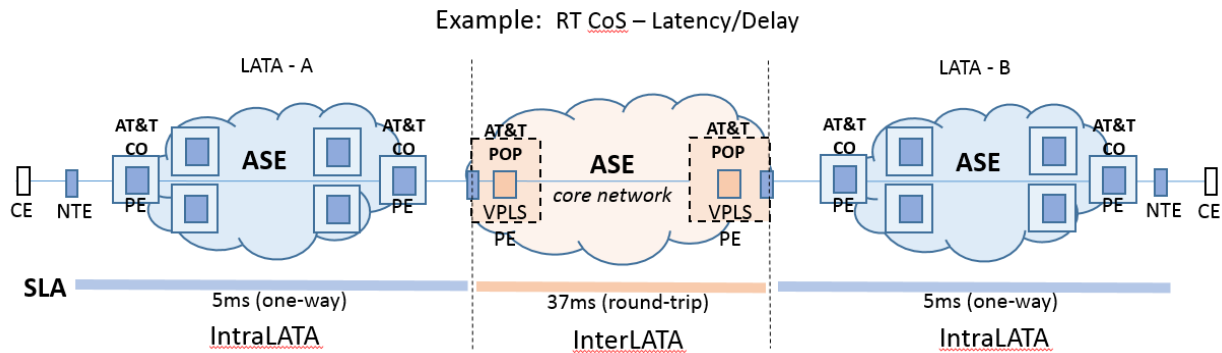 Example: RT CoS – Latency/Delay
LATA - A
LATA - B
AT&T
CO
PE
ASE
AT&T
CO
PE
AT&T
POP
VPLS
PE
ASE
core network
AT&T
POP
VPLS
PE
AT&T
CO
PE
ASE
AT&T
CO
PE
CE
NTE
NTE
CE
SLA
5ms (one-way)
37ms (round-trip)
5ms (one-way)
IntraLATA
InterLATA
IntraLATA